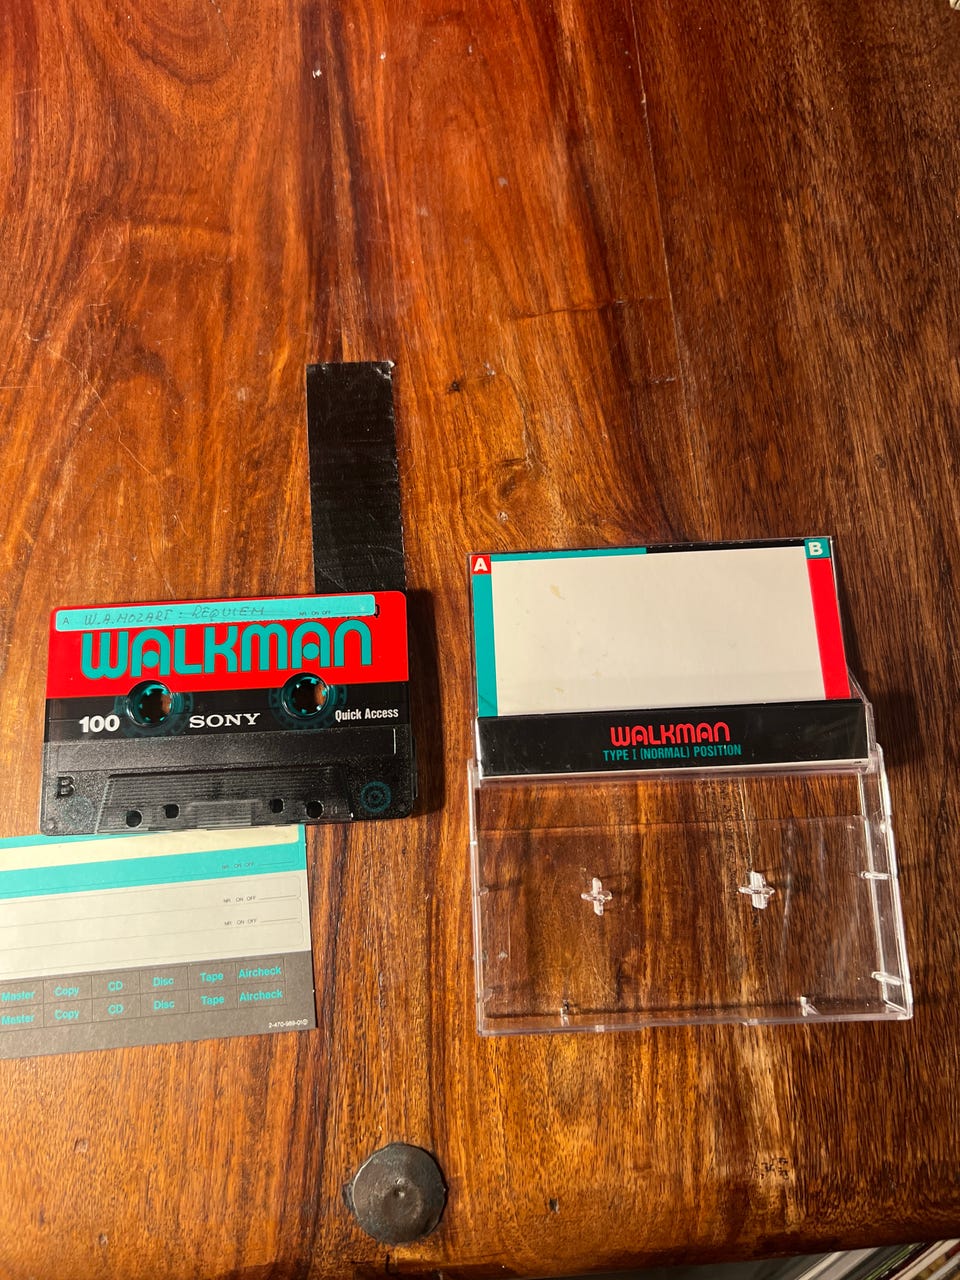 A W.A. MOZART : REQUIEM NR ON OFF
WALKMAN
100 SONY Quick Access
B
NR ON OFF
NR ON OFF
NR ON OFF
Master Copy CD Disc Tape Aircheck
Master Copy CD Disc Tape Aircheck
2-470-989-01
A B
WALKMAN
TYPE I (NORMAL) POSITION